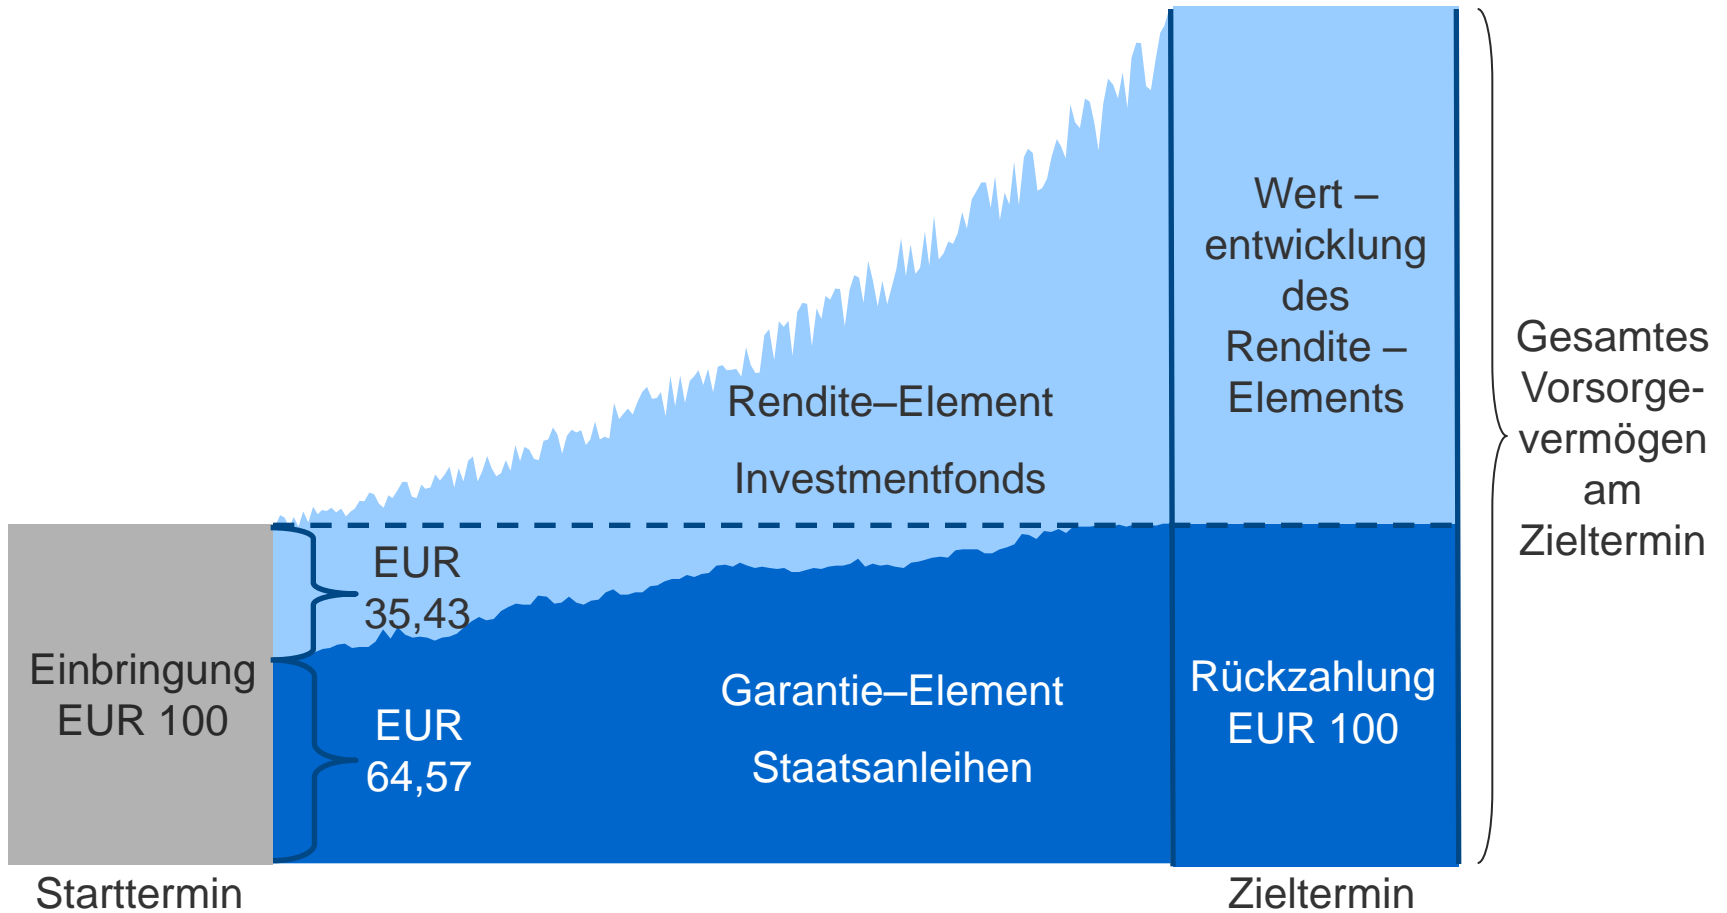 Einbringung
EUR 100
Starttermin
EUR
35,43
EUR
64,57
Rendite–Element
Investmentfonds
Garantie–Element
Staatsanleihen
Wert –
entwicklung
des
Rendite –
Elements
Rückzahlung
EUR 100
Zieltermin
Gesamtes
Vorsorge-
vermögen
am
Zieltermin